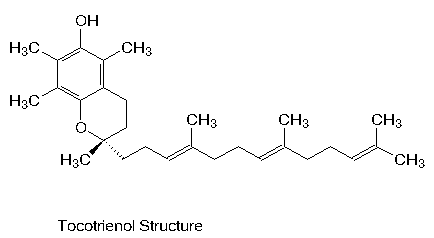 OH
H₃C
CH₃
H₃C
CH₃
CH₃
CH₃
O
H₃C
CH₃
Tocotrienol Structure